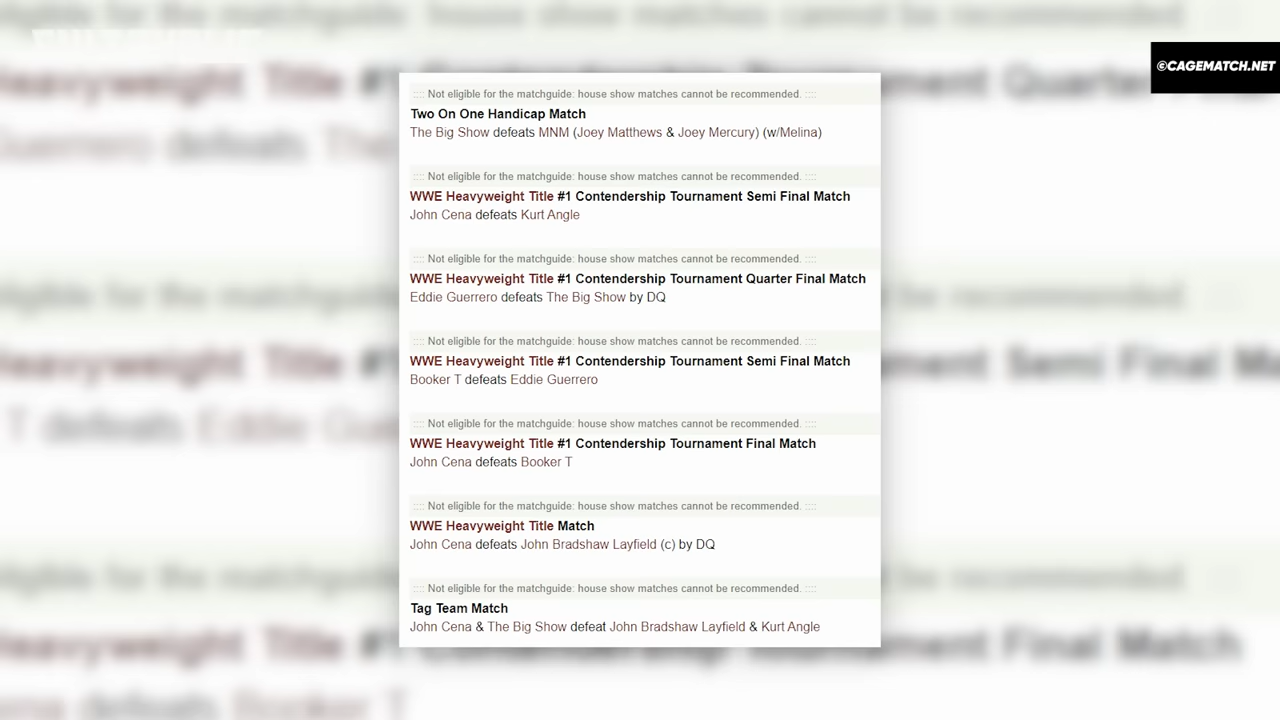 ©CAGEMATCH.NET
:::: Not eligible for the matchguide: house show matches cannot be recommended. ::::
Two On One Handicap Match
The Big Show defeats MNM (Joey Matthews & Joey Mercury) (w/Melina)
:::: Not eligible for the matchguide: house show matches cannot be recommended. ::::
WWE Heavyweight Title #1 Contendership Tournament Semi Final Match
John Cena defeats Kurt Angle
:::: Not eligible for the matchguide: house show matches cannot be recommended. ::::
WWE Heavyweight Title #1 Contendership Tournament Quarter Final Match
Eddie Guerrero defeats The Big Show by DQ
:::: Not eligible for the matchguide: house show matches cannot be recommended. ::::
WWE Heavyweight Title #1 Contendership Tournament Semi Final Match
Booker T defeats Eddie Guerrero
:::: Not eligible for the matchguide: house show matches cannot be recommended. ::::
WWE Heavyweight Title #1 Contendership Tournament Final Match
John Cena defeats Booker T
:::: Not eligible for the matchguide: house show matches cannot be recommended. ::::
WWE Heavyweight Title Match
John Cena defeats John Bradshaw Layfield (c) by DQ
:::: Not eligible for the matchguide: house show matches cannot be recommended. ::::
Tag Team Match
John Cena & The Big Show defeat John Bradshaw Layfield & Kurt Angle